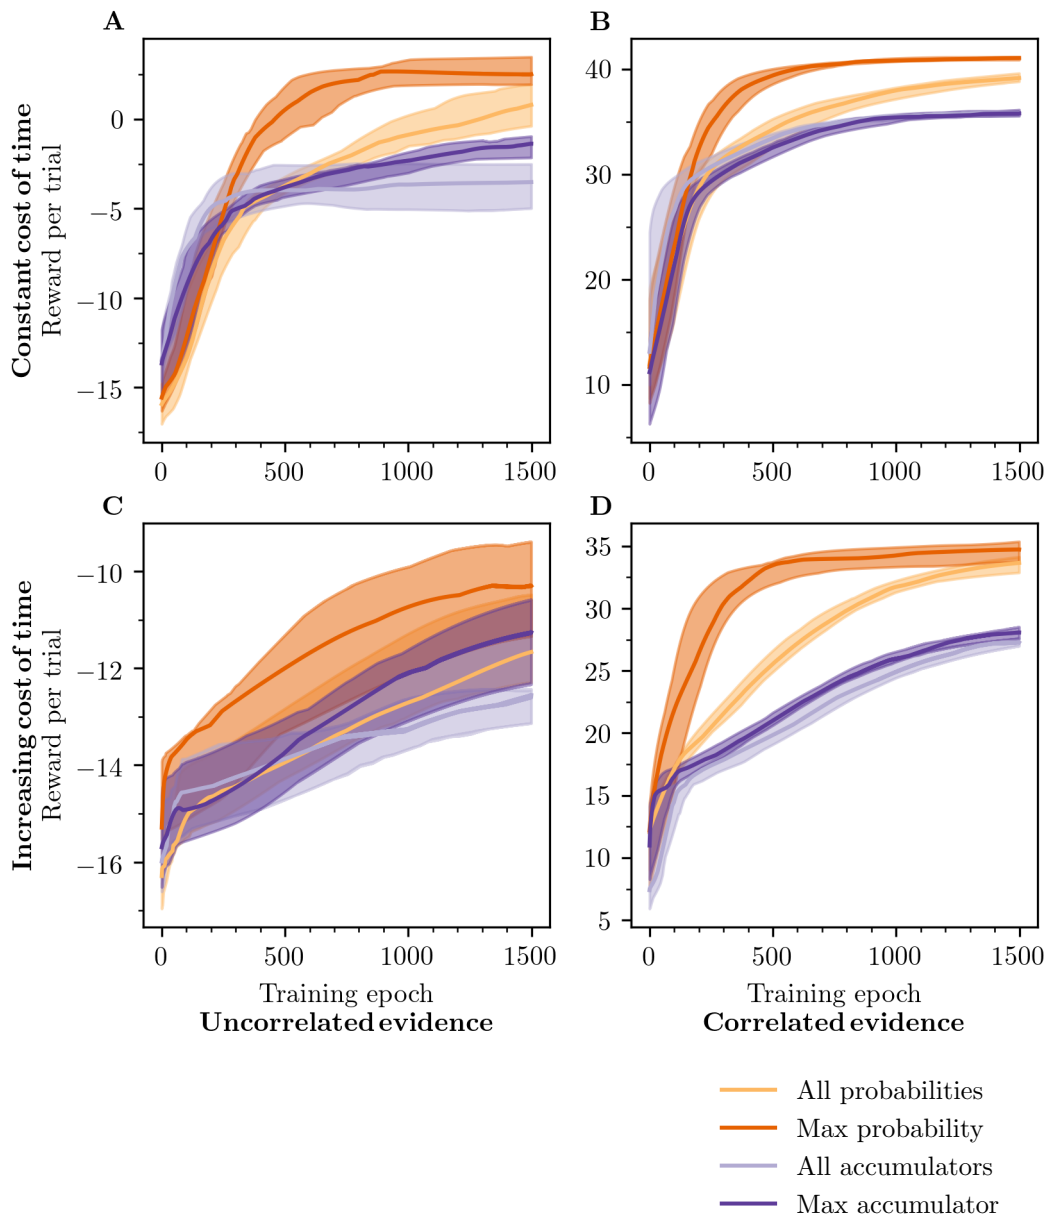 A
B
Constant cost of time
Reward per trial
0
−5
−10
−15
0
500
1000
1500
40
30
20
10
0
500
1000
1500
C
D
Increasing cost of time
Reward per trial
−10
−12
−14
−16
0
500
1000
1500
Training epoch
Uncorrelated evidence
35
30
25
20
15
10
5
0
500
1000
1500
Training epoch
Correlated evidence
All probabilities
Max probability
All accumulators
Max accumulator